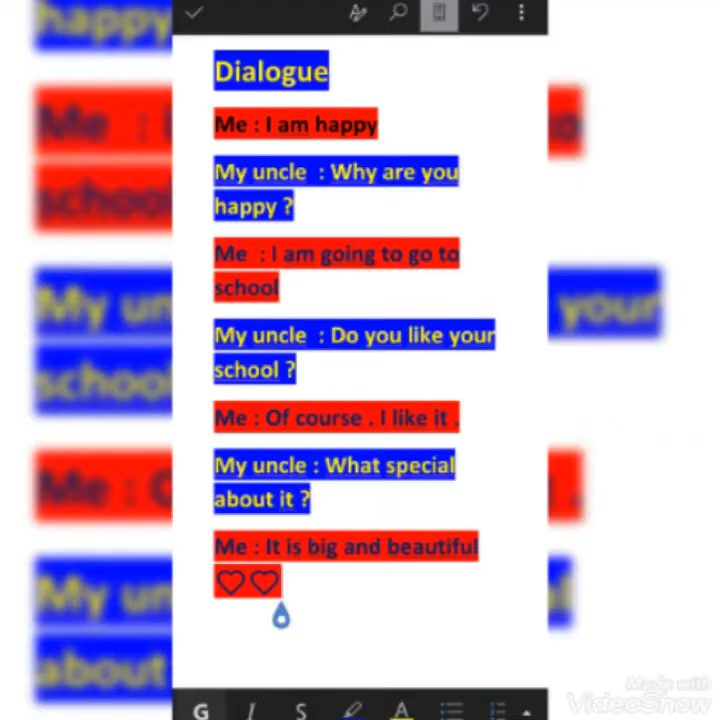 Dialogue
Me : I am happy
My uncle : Why are you
happy ?
Me : I am going to go to
school
My uncle : Do you like your
school ?
Me : Of course . I like it .
My uncle : What special
about it ?
Me : It is big and beautiful
♡♡
G I S A
Made with
VideoShow